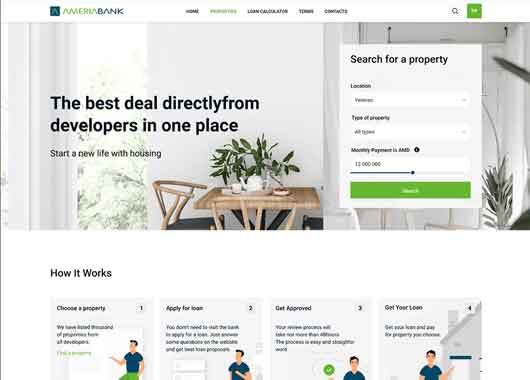 AMERIABANK
HOME PROPERTIES LOAN CALCULATOR TERMS CONTACTS
The best deal directlyfrom
developers in one place
Start a new life with housing
Search for a property
Location
Yerevan
Type of property
All types
Monthly Payment in AMD
12 000 000
Search
How It Works
Choose a property 1
We have listed thousand
of properties from
all developers.
Find a property
Apply for loan 2
You don't need to visit the bank
to apply for a loan. Just answer
some questions on the website
and get best loan proposals.
Get Approved 3
Your review process will
take not more than 48hours
The process is easy and staightfor
word
Get Your Loan 4
Get your loan and pay
for property you choose.